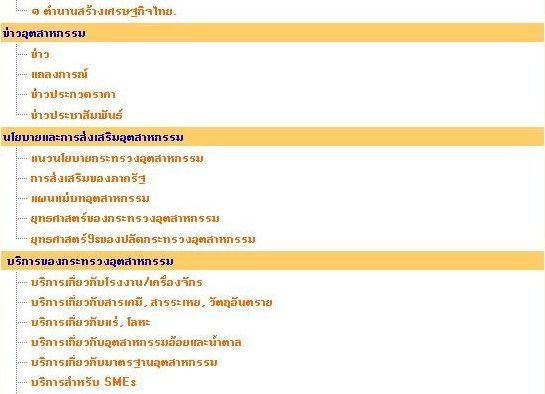 ๑ ตำนานสร้างเศรษฐกิจไทย.
ข่าวอุตสาหกรรม
ข่าว
แถลงการณ์
ข่าวประกวดราคา
ข่าวประชาสัมพันธ์
นโยบายและการส่งเสริมอุตสาหกรรม
แนวนโยบายกระทรวงอุตสาหกรรม
การส่งเสริมของภาครัฐ
แผนแม่บทอุตสาหกรรม
ยุทธศาสตร์ของกระทรวงอุตสาหกรรม
ยุทธศาสตร์9ของปลัดกระทรวงอุตสาหกรรม
บริการของกระทรวงอุตสาหกรรม
บริการเกี่ยวกับโรงงาน/เครื่องจักร
บริการเกี่ยวกับสารเคมี, สารระเหย, วัตถุอันตราย
บริการเกี่ยวกับแร่, โลหะ
บริการเกี่ยวกับอุตสาหกรรมอ้อยและน้ำตาล
บริการเกี่ยวกับมาตรฐานอุตสาหกรรม
บริการสำหรับ SMEs